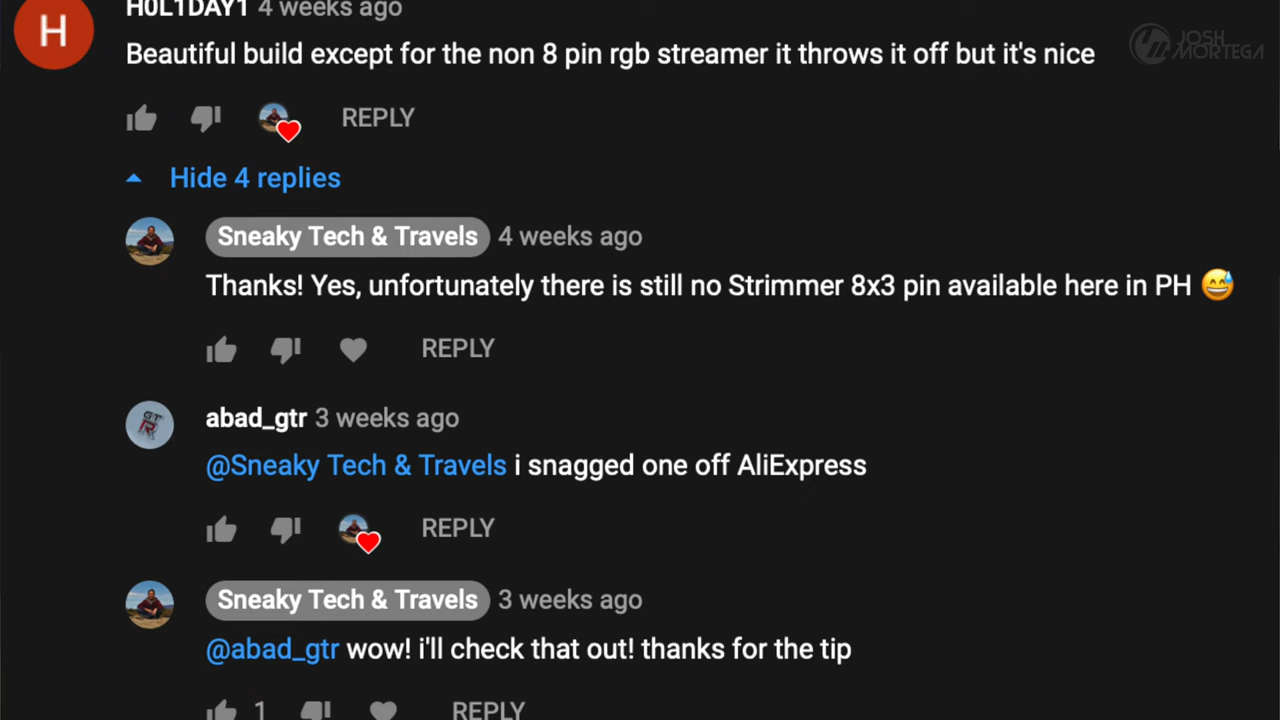 H0L1DAY1 4 weeks ago
H
JOSH
MORTEGA
Beautiful build except for the non 8 pin rgb streamer it throws it off but it's nice
REPLY
Hide 4 replies
Sneaky Tech & Travels 4 weeks ago
Thanks! Yes, unfortunately there is still no Strimmer 8x3 pin available here in PH 😅
REPLY
GT
R
abad_gtr 3 weeks ago
@Sneaky Tech & Travels i snagged one off AliExpress
REPLY
Sneaky Tech & Travels 3 weeks ago
@abad_gtr wow! i'll check that out! thanks for the tip
1 REPLY